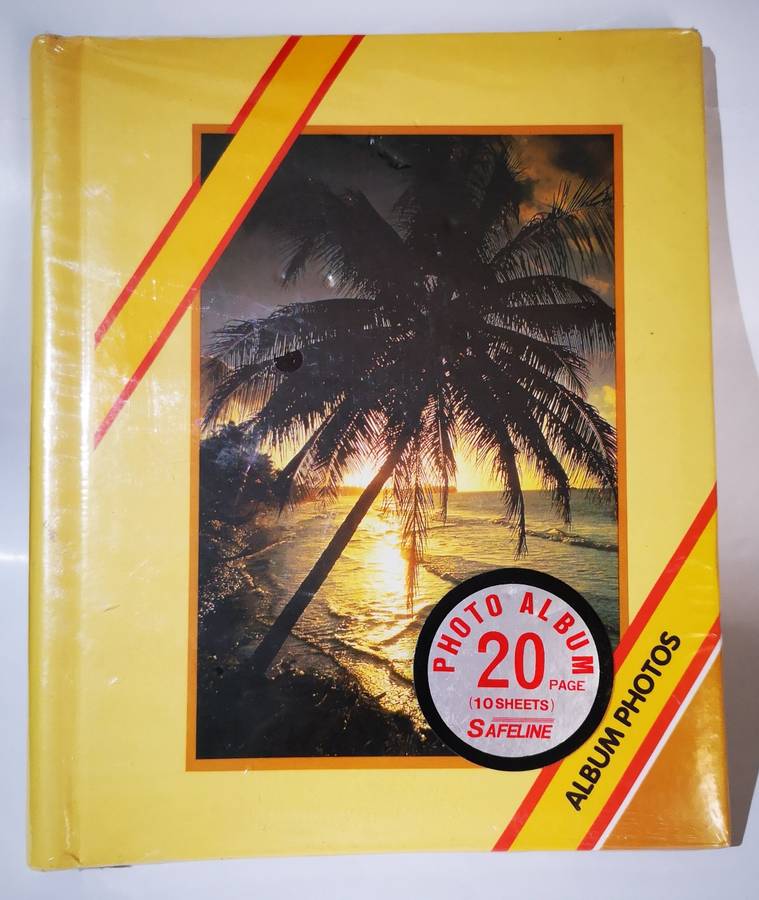 PHOTO ALBUM
20
PAGE
(10 SHEETS)
SAFELINE
ALBUM PHOTOS